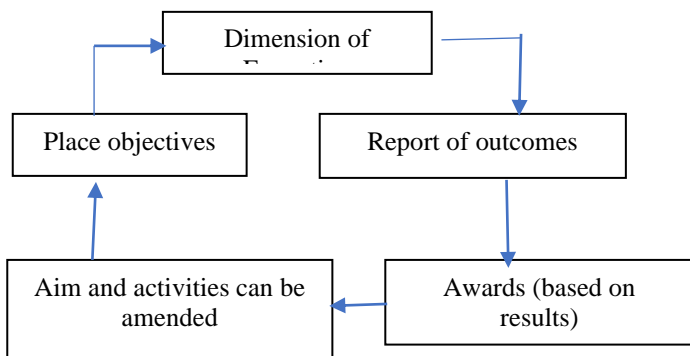 Dimension of
Place objectives
Report of outcomes
Aim and activities can be
amended
Awards (based on
results)